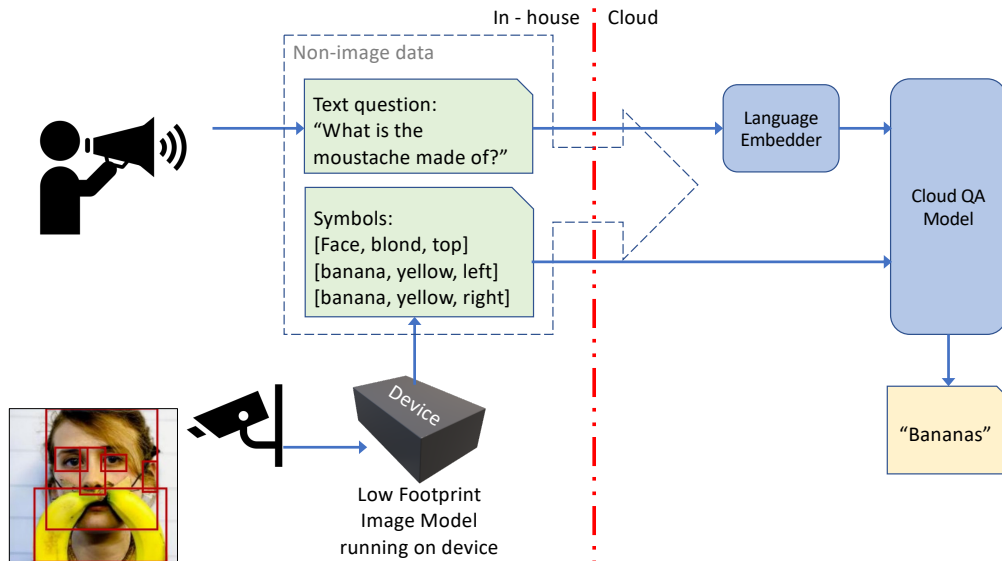 In - house
Cloud
Non-image data
Text question:
“What is the
moustache made of?”
Language
Embedder
Symbols:
[Face, blond, top]
[banana, yellow, left]
[banana, yellow, right]
Cloud QA
Model
Device
“Bananas”
Low Footprint
Image Model
running on device